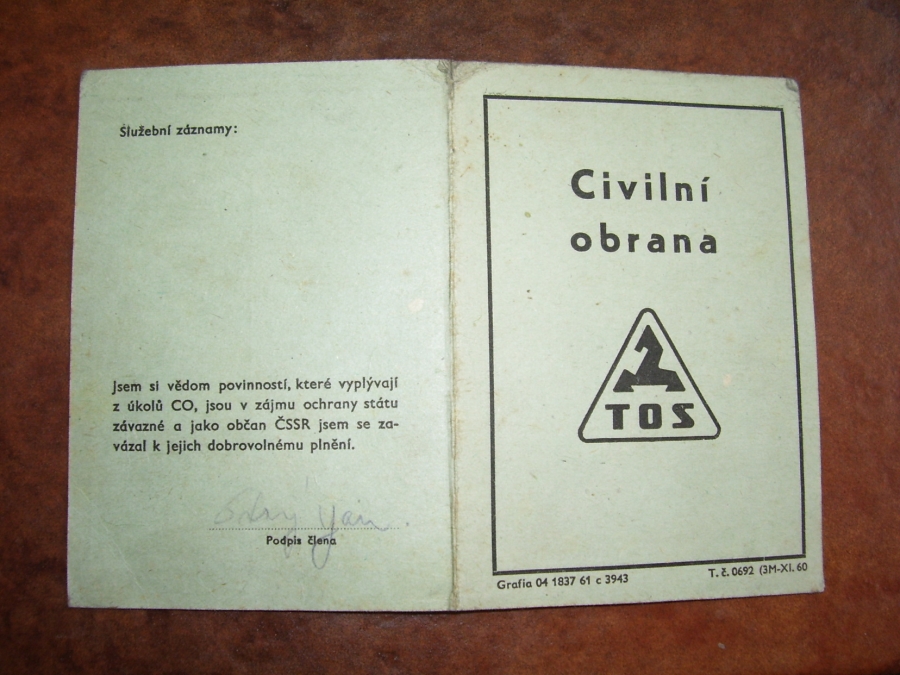 Služební záznamy:
Jsem si vědom povinností, které vyplývají
z úkolů CO, jsou v zájmu ochrany státu
závazné a jako občan ČSSR jsem se za-
vázal k jejich dobrovolnému plnění.
Podpis člena
Civilní
obrana
TOS
Grafia 04 1837 61 c 3943
T. č. 0692 (3M-XI. 60